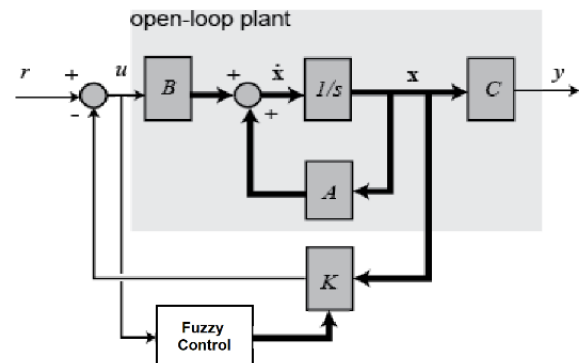 open-loop plant
r
+
-
u
B
+
+
ẋ
1/s
x
C
y
A
K
Fuzzy
Control